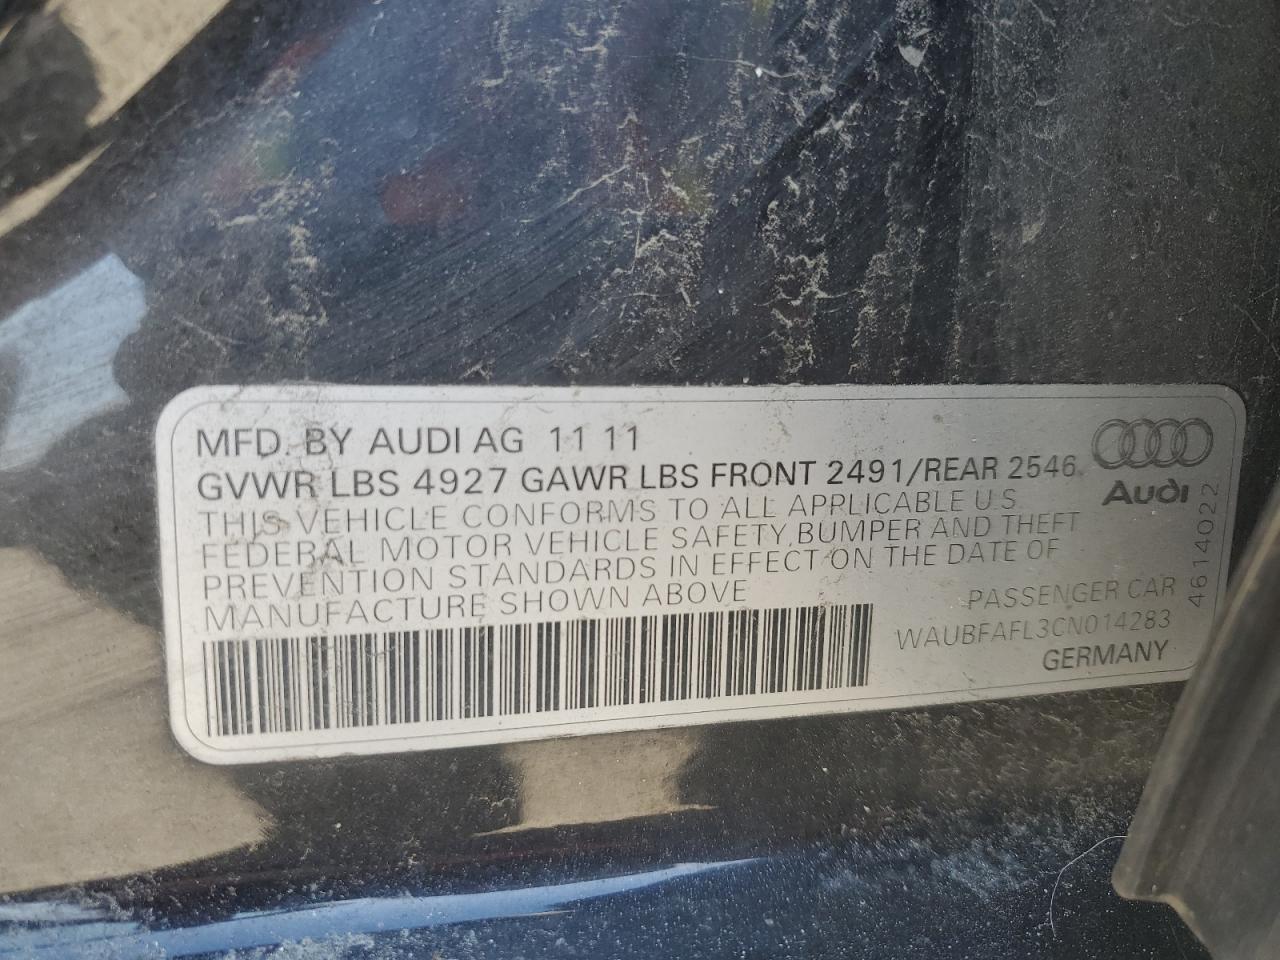 MFD. BY AUDI AG 11 11
GVWR LBS 4927 GAWR LBS FRONT 2491/REAR 2546
THIS VEHICLE CONFORMS TO ALL APPLICABLE U.S
FEDERAL MOTOR VEHICLE SAFETY, BUMPER AND THEFT
PREVENTION STANDARDS IN EFFECT ON THE DATE OF
MANUFACTURE SHOWN ABOVE
Audi
PASSENGER CAR
WAUBFAFL3CN014283
GERMANY
4614022